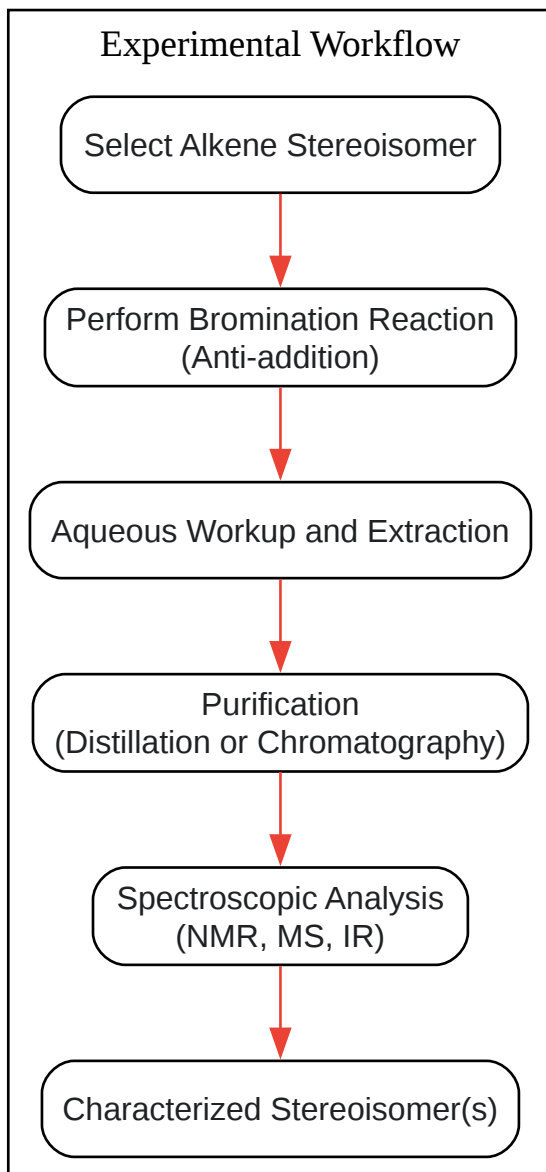 Experimental Workflow
Select Alkene Stereoisomer
Perform Bromination Reaction
(Anti-addition)
Aqueous Workup and Extraction
Purification
(Distillation or Chromatography)
Spectroscopic Analysis
(NMR, MS, IR)
Characterized Stereoisomer(s)